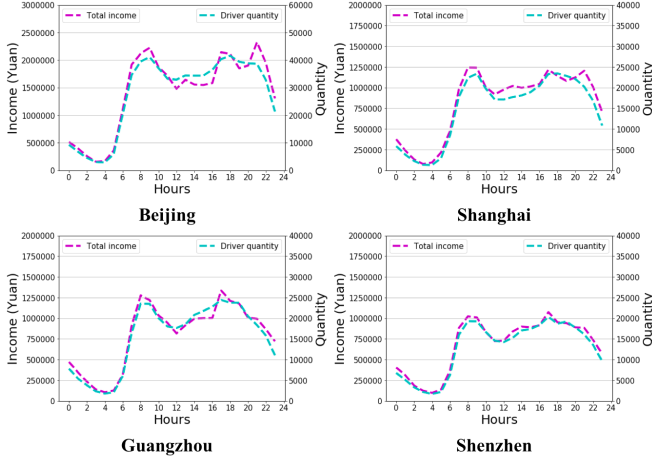 3000000 60000 2000000 40000
Total income Driver quantity Total income Driver quantity
2500000 50000 1750000 35000
1500000 30000
2000000 40000 1250000 25000
1500000 30000 1000000 20000
1000000 20000 750000 15000
500000 10000
500000 10000 250000 5000
0 0 0 0
Income (Yuan) Quantity Income (Yuan) Quantity
0 2 4 6 8 10 12 14 16 18 20 22 24 0 2 4 6 8 10 12 14 16 18 20 22 24
Hours Hours
Beijing Shanghai
2000000 40000 2000000 40000
Total income Driver quantity Total income Driver quantity
1750000 35000 1750000 35000
1500000 30000 1500000 30000
1250000 25000 1250000 25000
1000000 20000 1000000 20000
750000 15000 750000 15000
500000 10000 500000 10000
250000 5000 250000 5000
0 0 0 0
Income (Yuan) Quantity Income (Yuan) Quantity
0 2 4 6 8 10 12 14 16 18 20 22 24 0 2 4 6 8 10 12 14 16 18 20 22 24
Hours Hours
Guangzhou Shenzhen